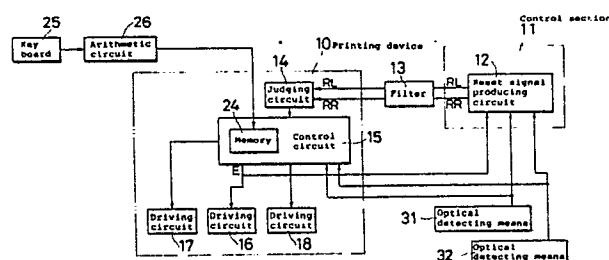 25
Key board
26
Arithmetic circuit
10
Printing device
Control section
11
14
Judging circuit
RL
RR
13
Filter
RL
RR
12
Reset signal producing circuit
24
Memory
Control circuit
15
E
Driving circuit
17
Driving circuit
16
Driving circuit
18
31
Optical detecting means
32
Optical detecting means